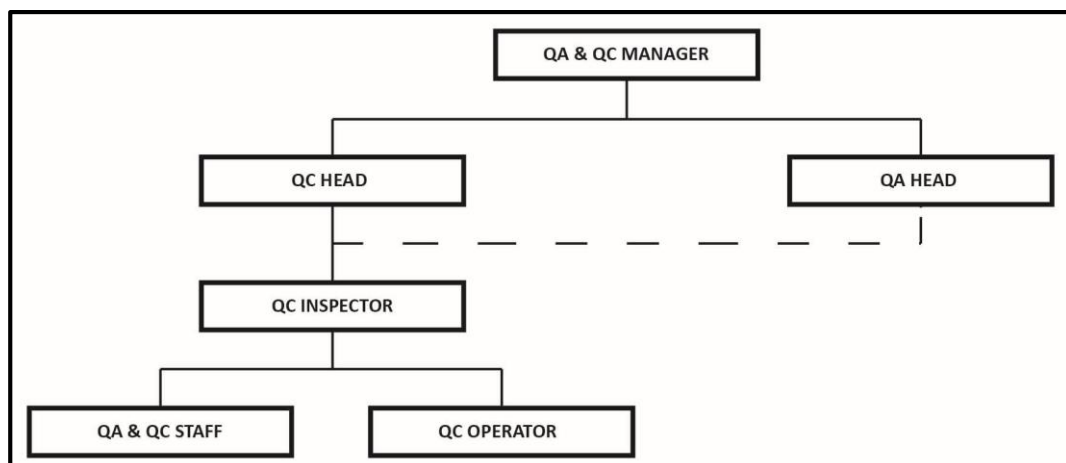 QA & QC MANAGER
QC HEAD
QA HEAD
QC INSPECTOR
QA & QC STAFF
QC OPERATOR